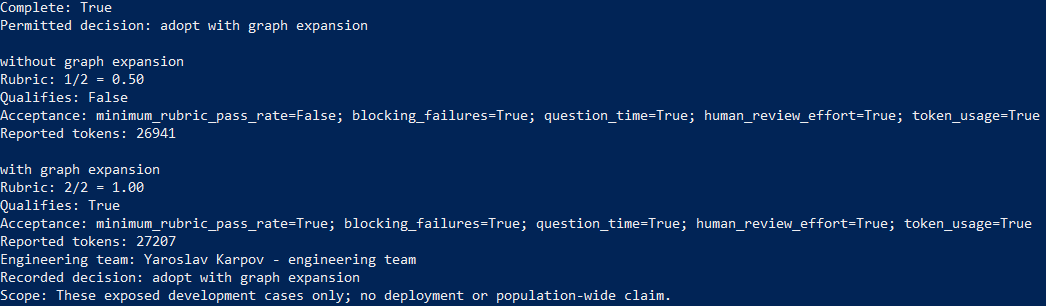 Complete: True
Permitted decision: adopt with graph expansion
without graph expansion
Rubric: 1/2 = 0.50
Qualifies: False
Acceptance: minimum_rubric_pass_rate=False; blocking_failures=True; question_time=True; human_review_effort=True; token_usage=True
Reported tokens: 26941
with graph expansion
Rubric: 2/2 = 1.00
Qualifies: True
Acceptance: minimum_rubric_pass_rate=True; blocking_failures=True; question_time=True; human_review_effort=True; token_usage=True
Reported tokens: 27207
Engineering team: Yaroslav Karpov - engineering team
Recorded decision: adopt with graph expansion
Scope: These exposed development cases only; no deployment or population-wide claim.